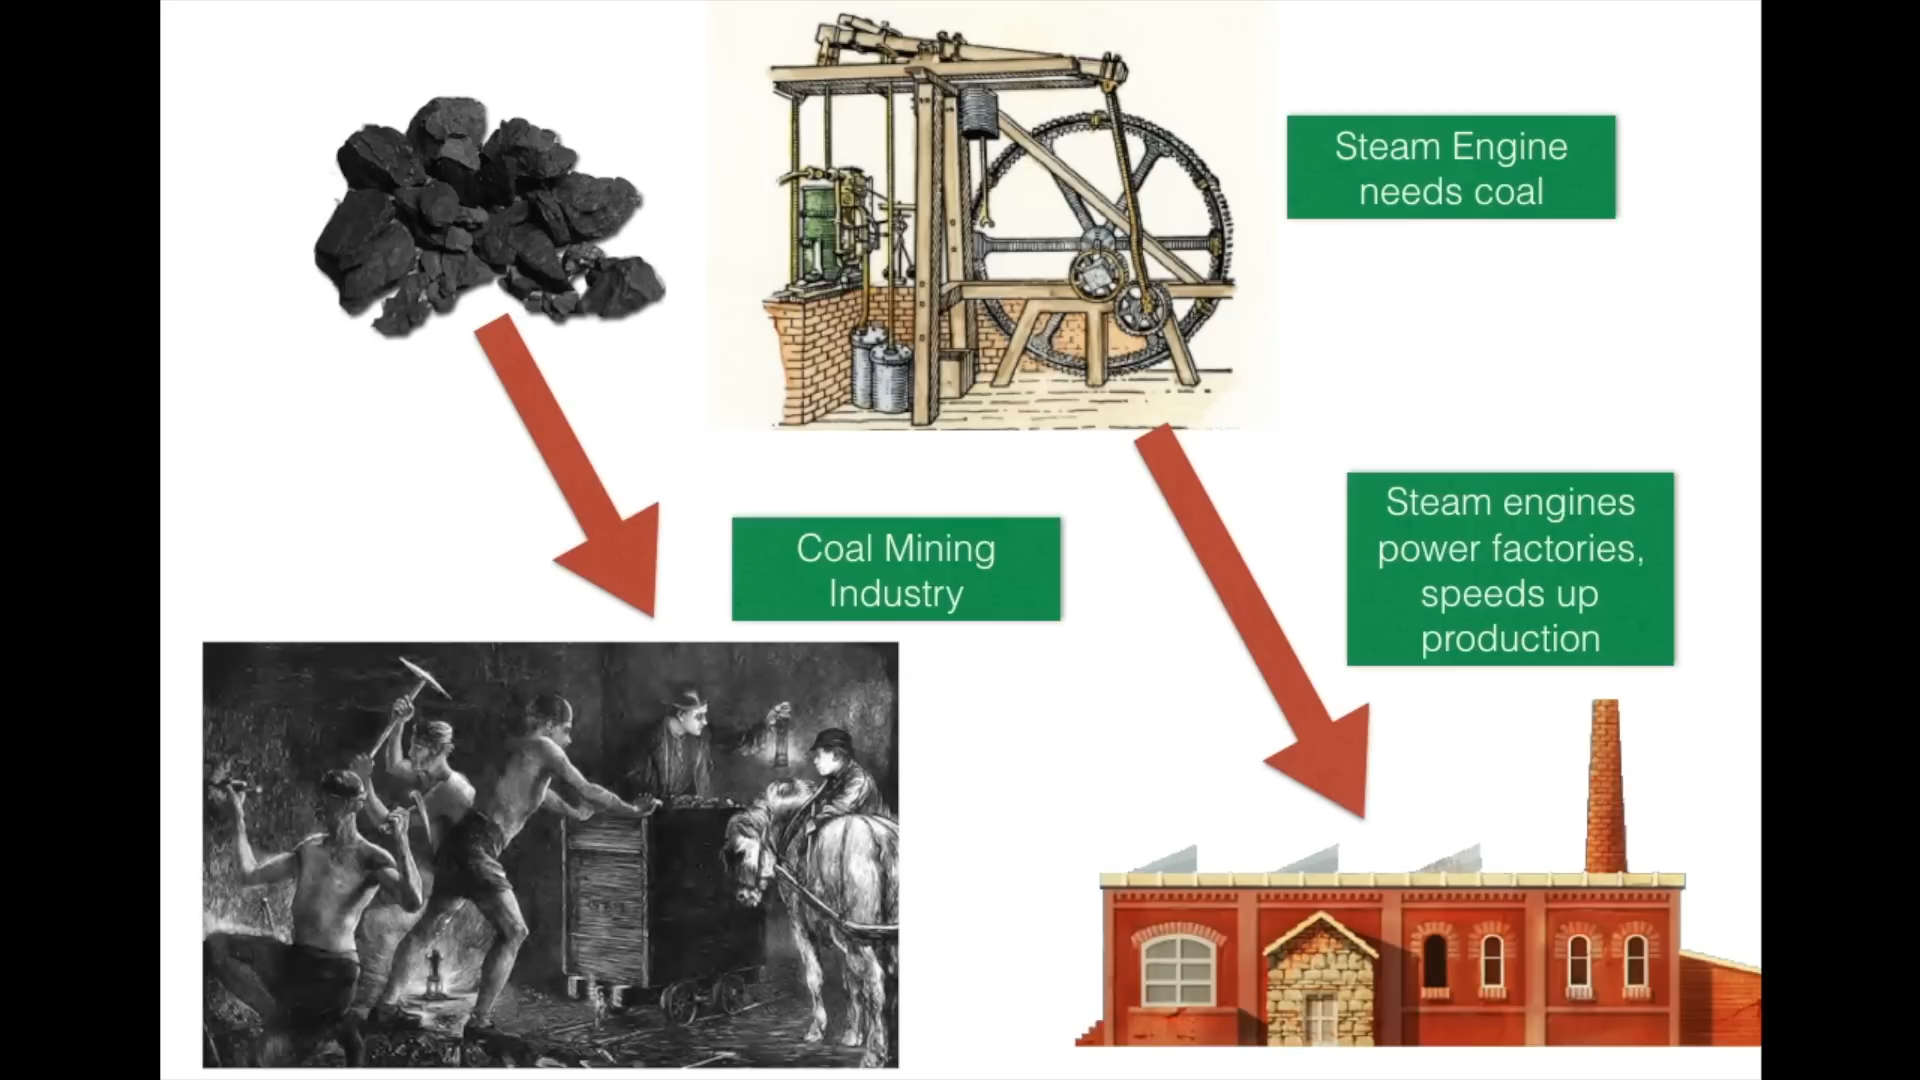 Steam Engine
needs coal
Coal Mining
Industry
Steam engines
power factories,
speeds up
production